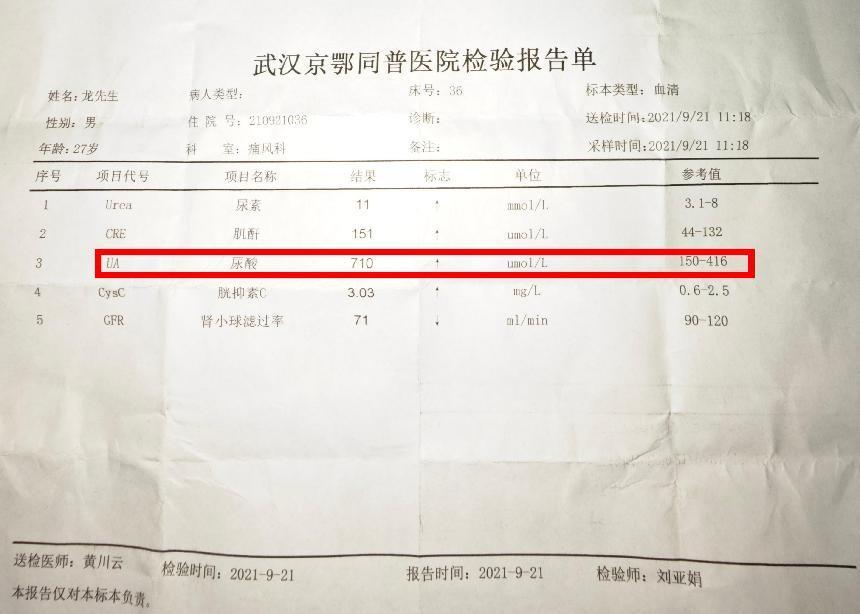 武汉京鄂同普医院检验报告单
姓名：龙先生 病人类型： 床号：36 标本类型：血清
性别：男 住院号：210921036 诊断： 送检时间：2021/9/21 11:18
年龄：27岁 科室：痛风科 备注： 采样时间：2021/9/21 11:18
序号 项目代号 项目名称 结果 标志 单位 参考值
1 Urea 尿素 11 ↑ mmol/L 3.1-8
2 CRE 肌酐 151 ↑ umol/L 44-132
3 UA 尿酸 710 ↑ umol/L 150-416
4 CysC 胱抑素C 3.03 ↑ mg/L 0.6-2.5
5 GFR 肾小球滤过率 71 ↓ ml/min 90-120
送检医师：黄川云 检验时间：2021-9-21 报告时间：2021-9-21 检验师：刘亚娟
本报告仅对本标本负责。